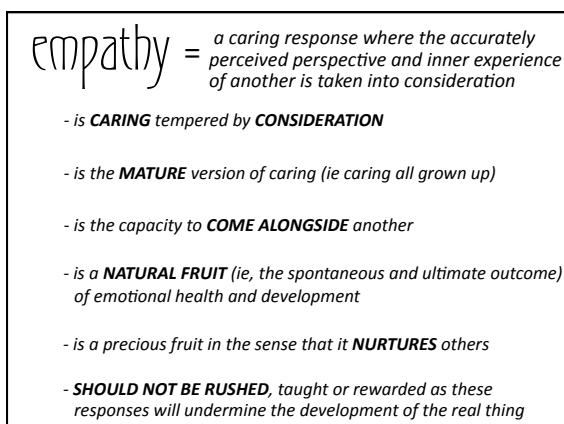 empathy = a caring response where the accurately
perceived perspective and inner experience
of another is taken into consideration
- is CARING tempered by CONSIDERATION
- is the MATURE version of caring (ie caring all grown up)
- is the capacity to COME ALONGSIDE another
- is a NATURAL FRUIT (ie, the spontaneous and ultimate outcome)
of emotional health and development
- is a precious fruit in the sense that it NURTURES others
- SHOULD NOT BE RUSHED, taught or rewarded as these
responses will undermine the development of the real thing